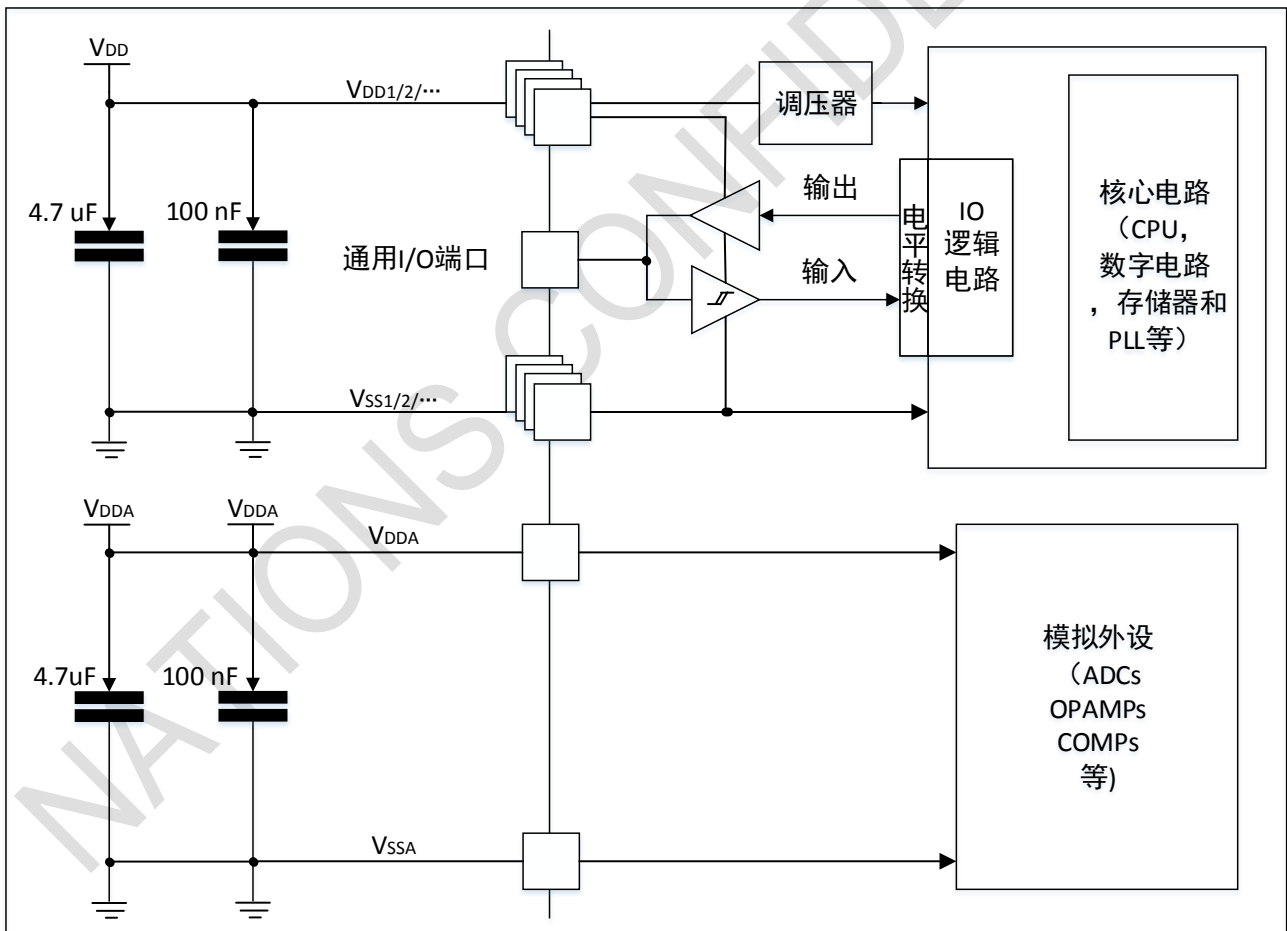 VDD
VDD1/2/···
调压器
4.7 uF
100 nF
通用I/O端口
输出
输入
电平转换
IO
逻辑
电路
核心电路
（CPU，
数字电路
，存储器和
PLL等）
VSS1/2/···
VDDA
VDDA
VDDA
4.7uF
100 nF
模拟外设
（ADCs
OPAMPs
COMPs
等)
VSSA
NATIONS CONFIDE